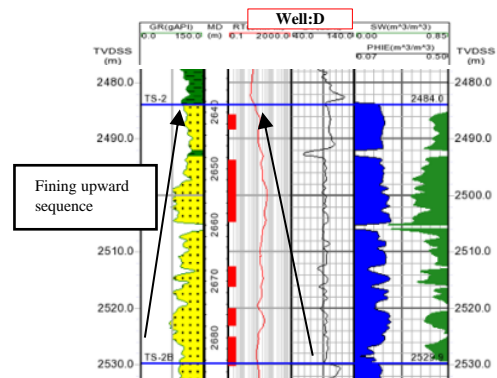 Well:D
GR(gAPI) MD RT SW(m^3/m^3)
0.0 150.0 (m) 0.1 2000.0 40.0 140.0 0.00 0.85
PHIE(m^3/m^3)
0.07 0.50
TVDSS TVDSS
(m) (m)
2480.0 2480.0
TS-2 2640 2484.0
2490.0 2490.0
2650
Fining upward
sequence
2500.0 2500.0
2660
2510.0 2510.0
2670
2520.0 2520.0
2680
TS-2B 2529.9
2530.0 2530.0